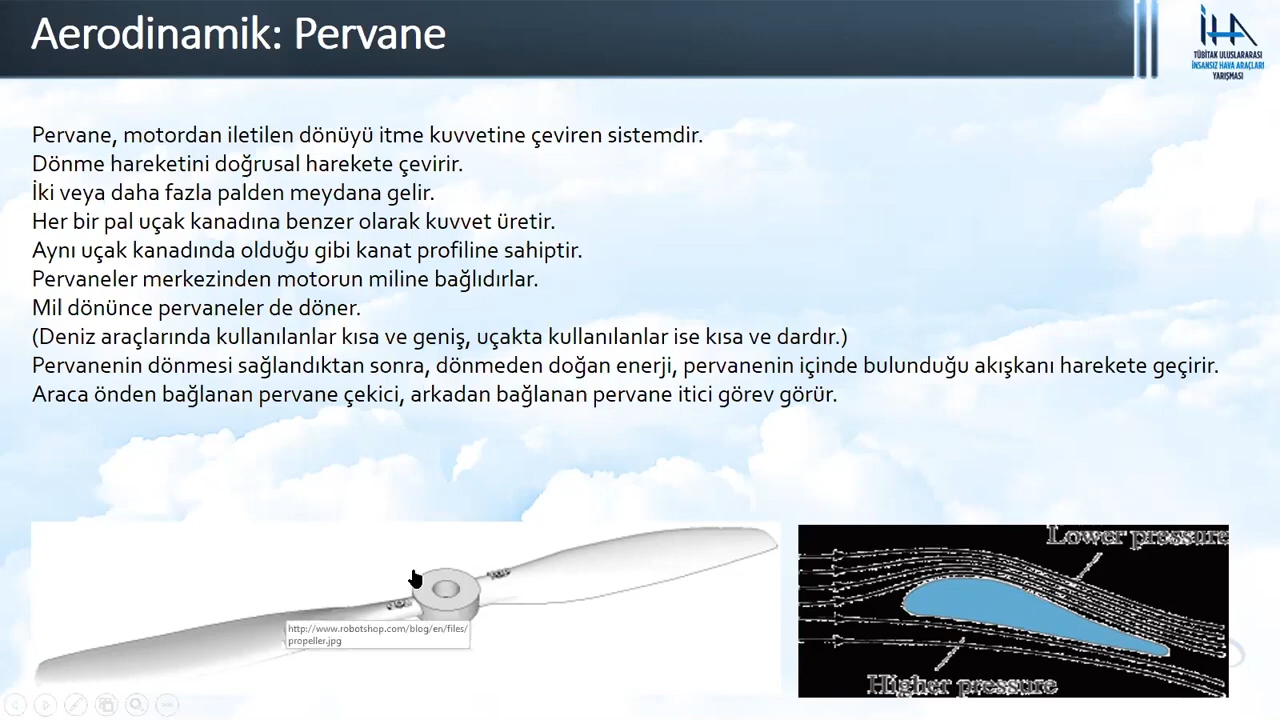 Aerodinamik: Pervane
İHA
TÜBİTAK ULUSLARARASI
İNSANSIZ HAVA ARAÇLARI
YARIŞMASI
Pervane, motordan iletilen dönüyü itme kuvvetine çeviren sistemdir.
Dönme hareketini doğrusal harekete çevirir.
İki veya daha fazla palden meydana gelir.
Her bir pal uçak kanadına benzer olarak kuvvet üretir.
Aynı uçak kanadında olduğu gibi kanat profiline sahiptir.
Pervaneler merkezinden motorun miline bağlıdırlar.
Mil dönünce pervaneler de döner.
(Deniz araçlarında kullanılanlar kısa ve geniş, uçakta kullanılanlar ise kısa ve dardır.)
Pervanenin dönmesi sağlandıktan sonra, dönmeden doğan enerji, pervanenin içinde bulunduğu akışkanı harekete geçirir.
Araca önden bağlanan pervane çekici, arkadan bağlanan pervane itici görev görür.
http://www.robotshop.com/blog/en/files/
propeller.jpg
Lower pressure
Higher pressure